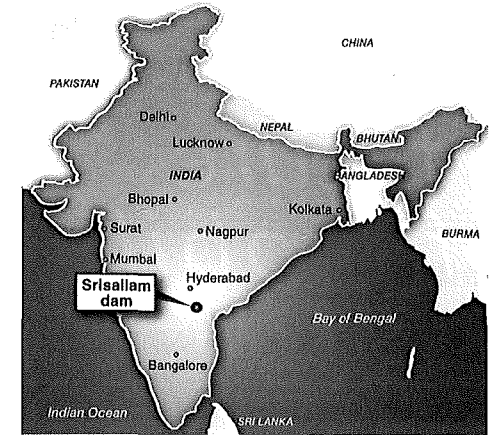 CHINA
PAKISTAN
Delhi
NEPAL
BHUTAN
Lucknow
INDIA
BANGLADESH
Bhopal
Kolkata
Surat
Nagpur
BURMA
Mumbai
Hyderabad
Srisailam
dam
Bay of Bengal
Bangalore
Indian Ocean
SRI LANKA